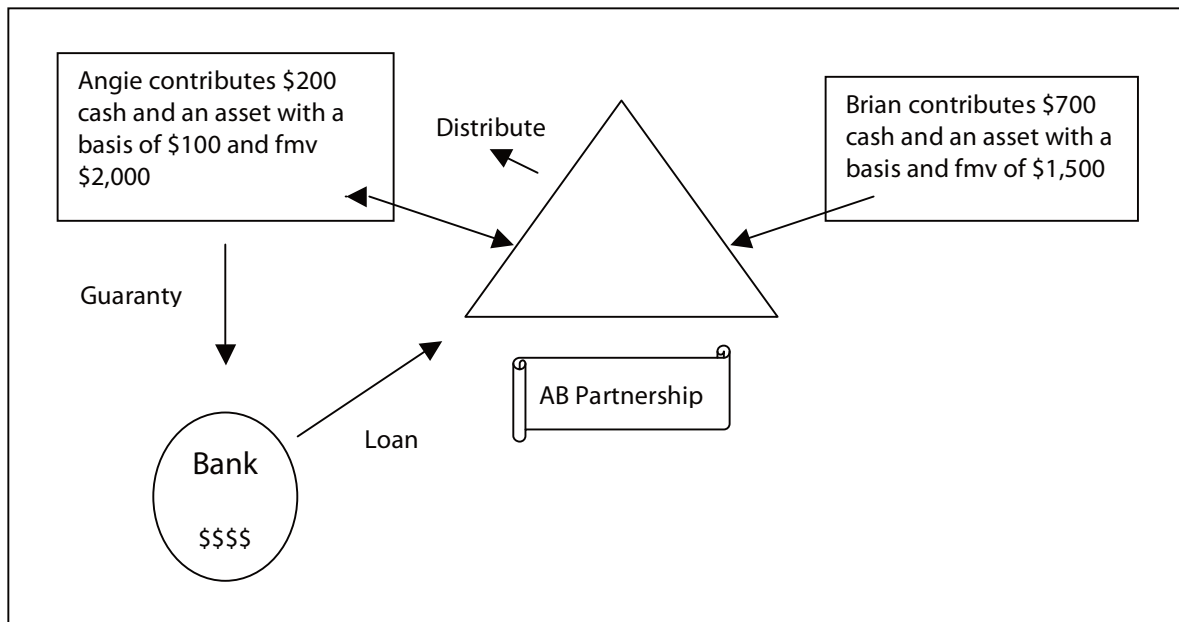 Angie contributes $200
cash and an asset with a
basis of $100 and fmv
$2,000
Distribute
Brian contributes $700
cash and an asset with a
basis and fmv of $1,500
Guaranty
AB Partnership
Loan
Bank
$$$$